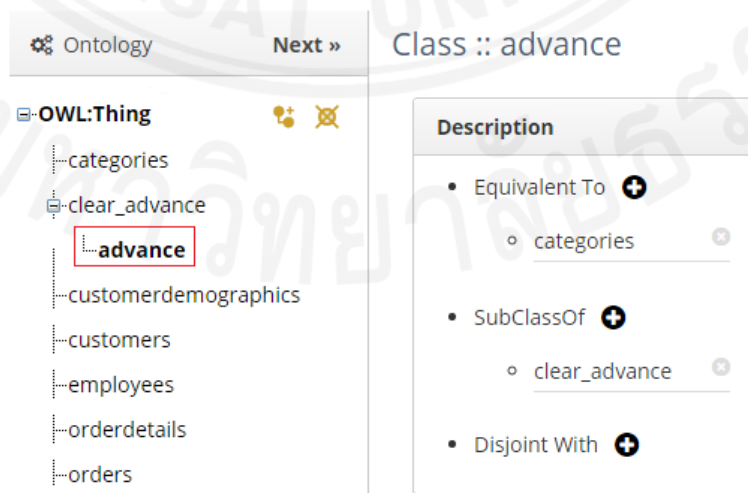 Ontology Next »
OWL:Thing
categories
clear_advance
advance
customerdemographics
customers
employees
orderdetails
orders
Class :: advance
Description
Equivalent To
categories
SubClassOf
clear_advance
Disjoint With